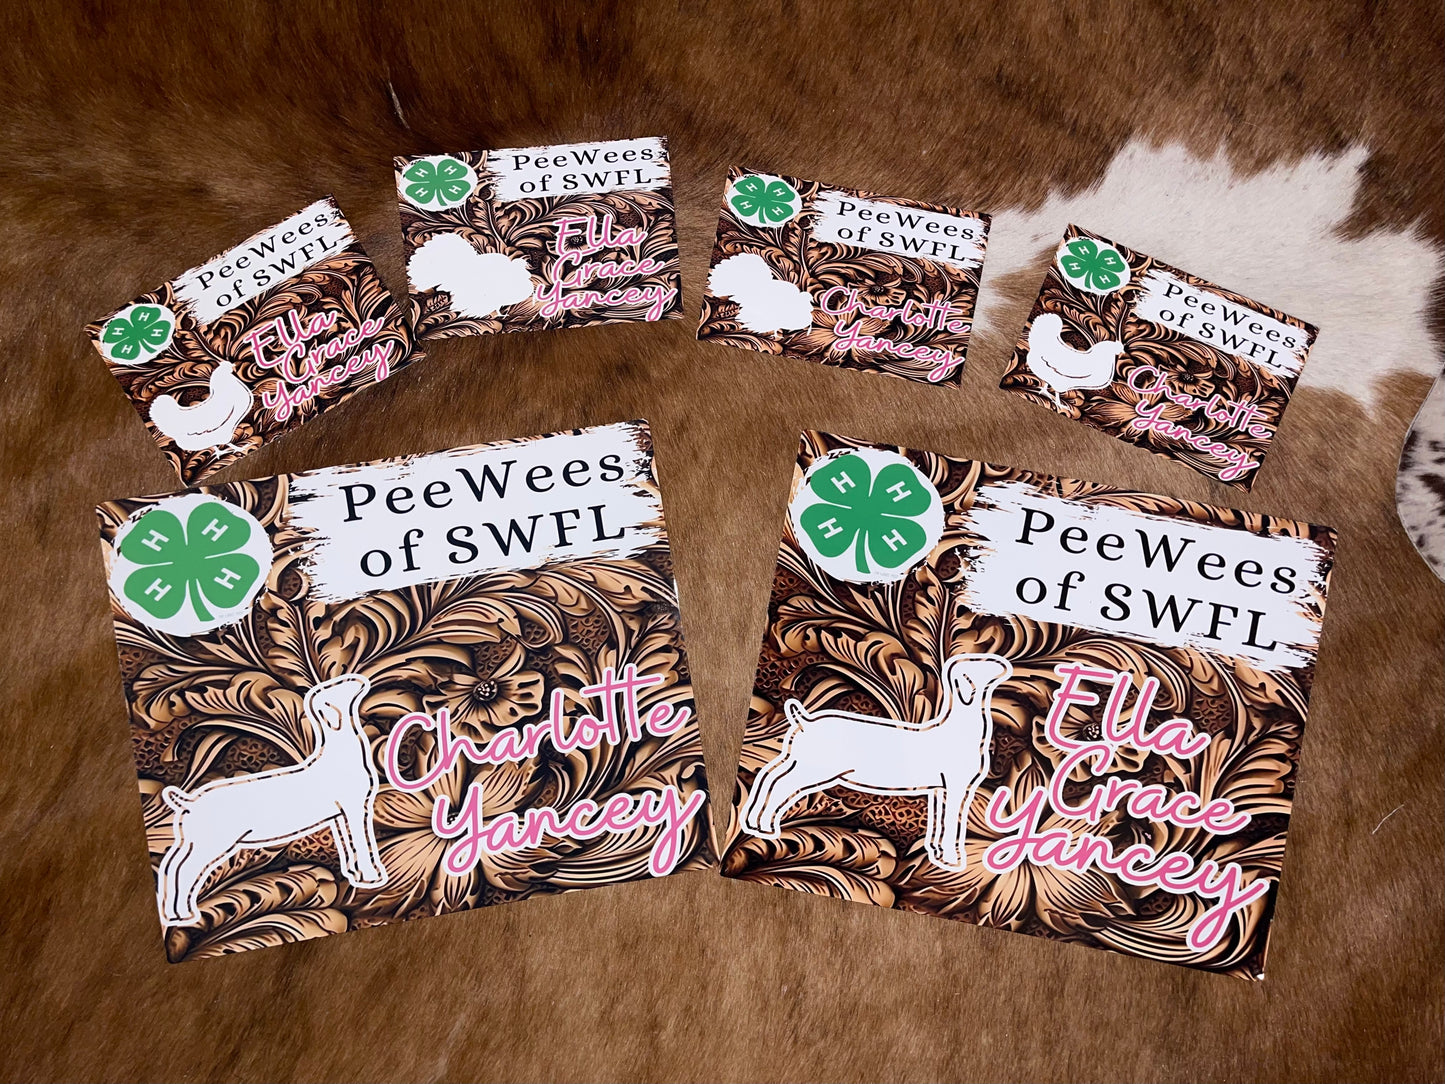 H H H H
PeeWees
of SWFL
Ella
Grace
Yancey
H H H H
PeeWees
of SWFL
Ella
Grace
Yancey
H H H H
PeeWees
of SWFL
Charlotte
Yancey
H H H H
PeeWees
of SWFL
Charlotte
Yancey
H H H H
PeeWees
of SWFL
Charlotte
Yancey
H H H H
PeeWees
of SWFL
Ella
Grace
Yancey